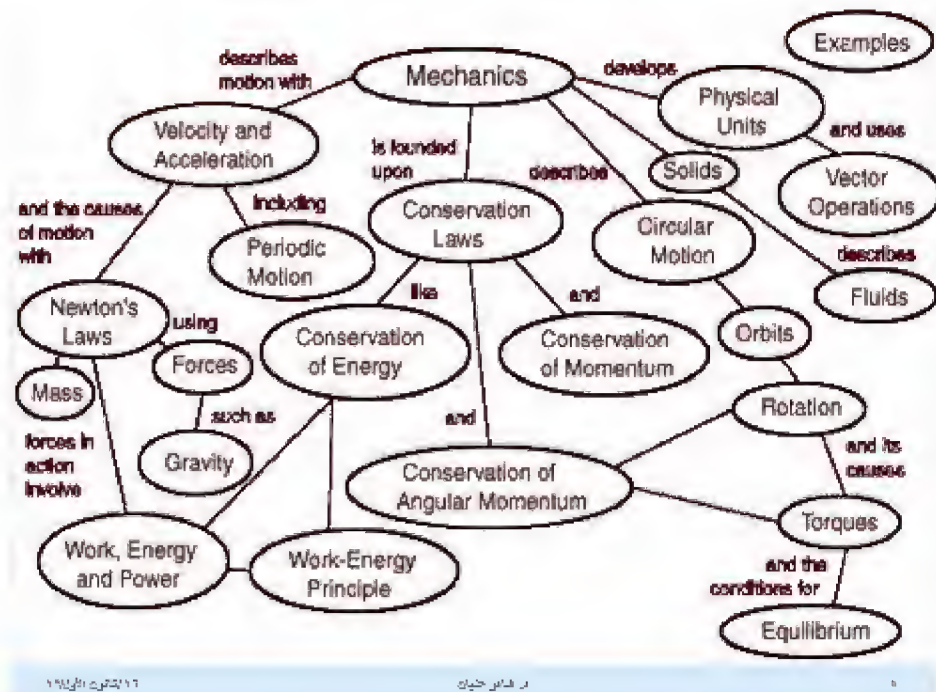 Examples
describes
motion with
Mechanics
develops
Physical
Units
Velocity and
Acceleration
is founded
upon
describes
Solids
and uses
Vector
Operations
and the causes
of motion
with
including
Periodic
Motion
Conservation
Laws
Circular
Motion
describes
Fluids
Newton's
Laws
using
like
and
Conservation
of Energy
Conservation
of Momentum
Orbits
Mass
Forces
Rotation
such as
and
forces in
action
involve
Gravity
Conservation of
Angular Momentum
and its
causes
Torques
Work, Energy
and Power
Work-Energy
Principle
and the
conditions for
Equilibrium